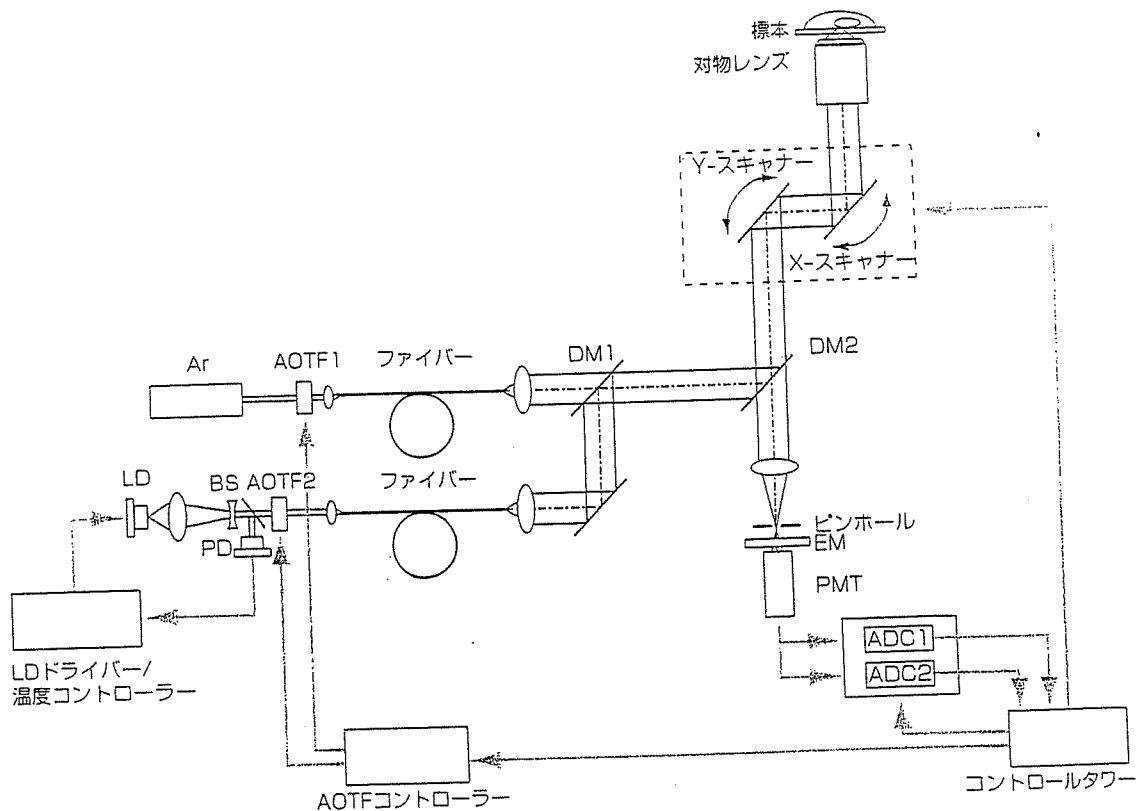 標本
対物レンズ
Y-スキャナー
X-スキャナー
DM1
DM2
Ar
AOTF1
ファイバー
LD
BS
AOTF2
ファイバー
PD
ピンホール
EM
PMT
ADC1
ADC2
LDドライバー/
温度コントローラー
AOTFコントローラー
コントロールタワー